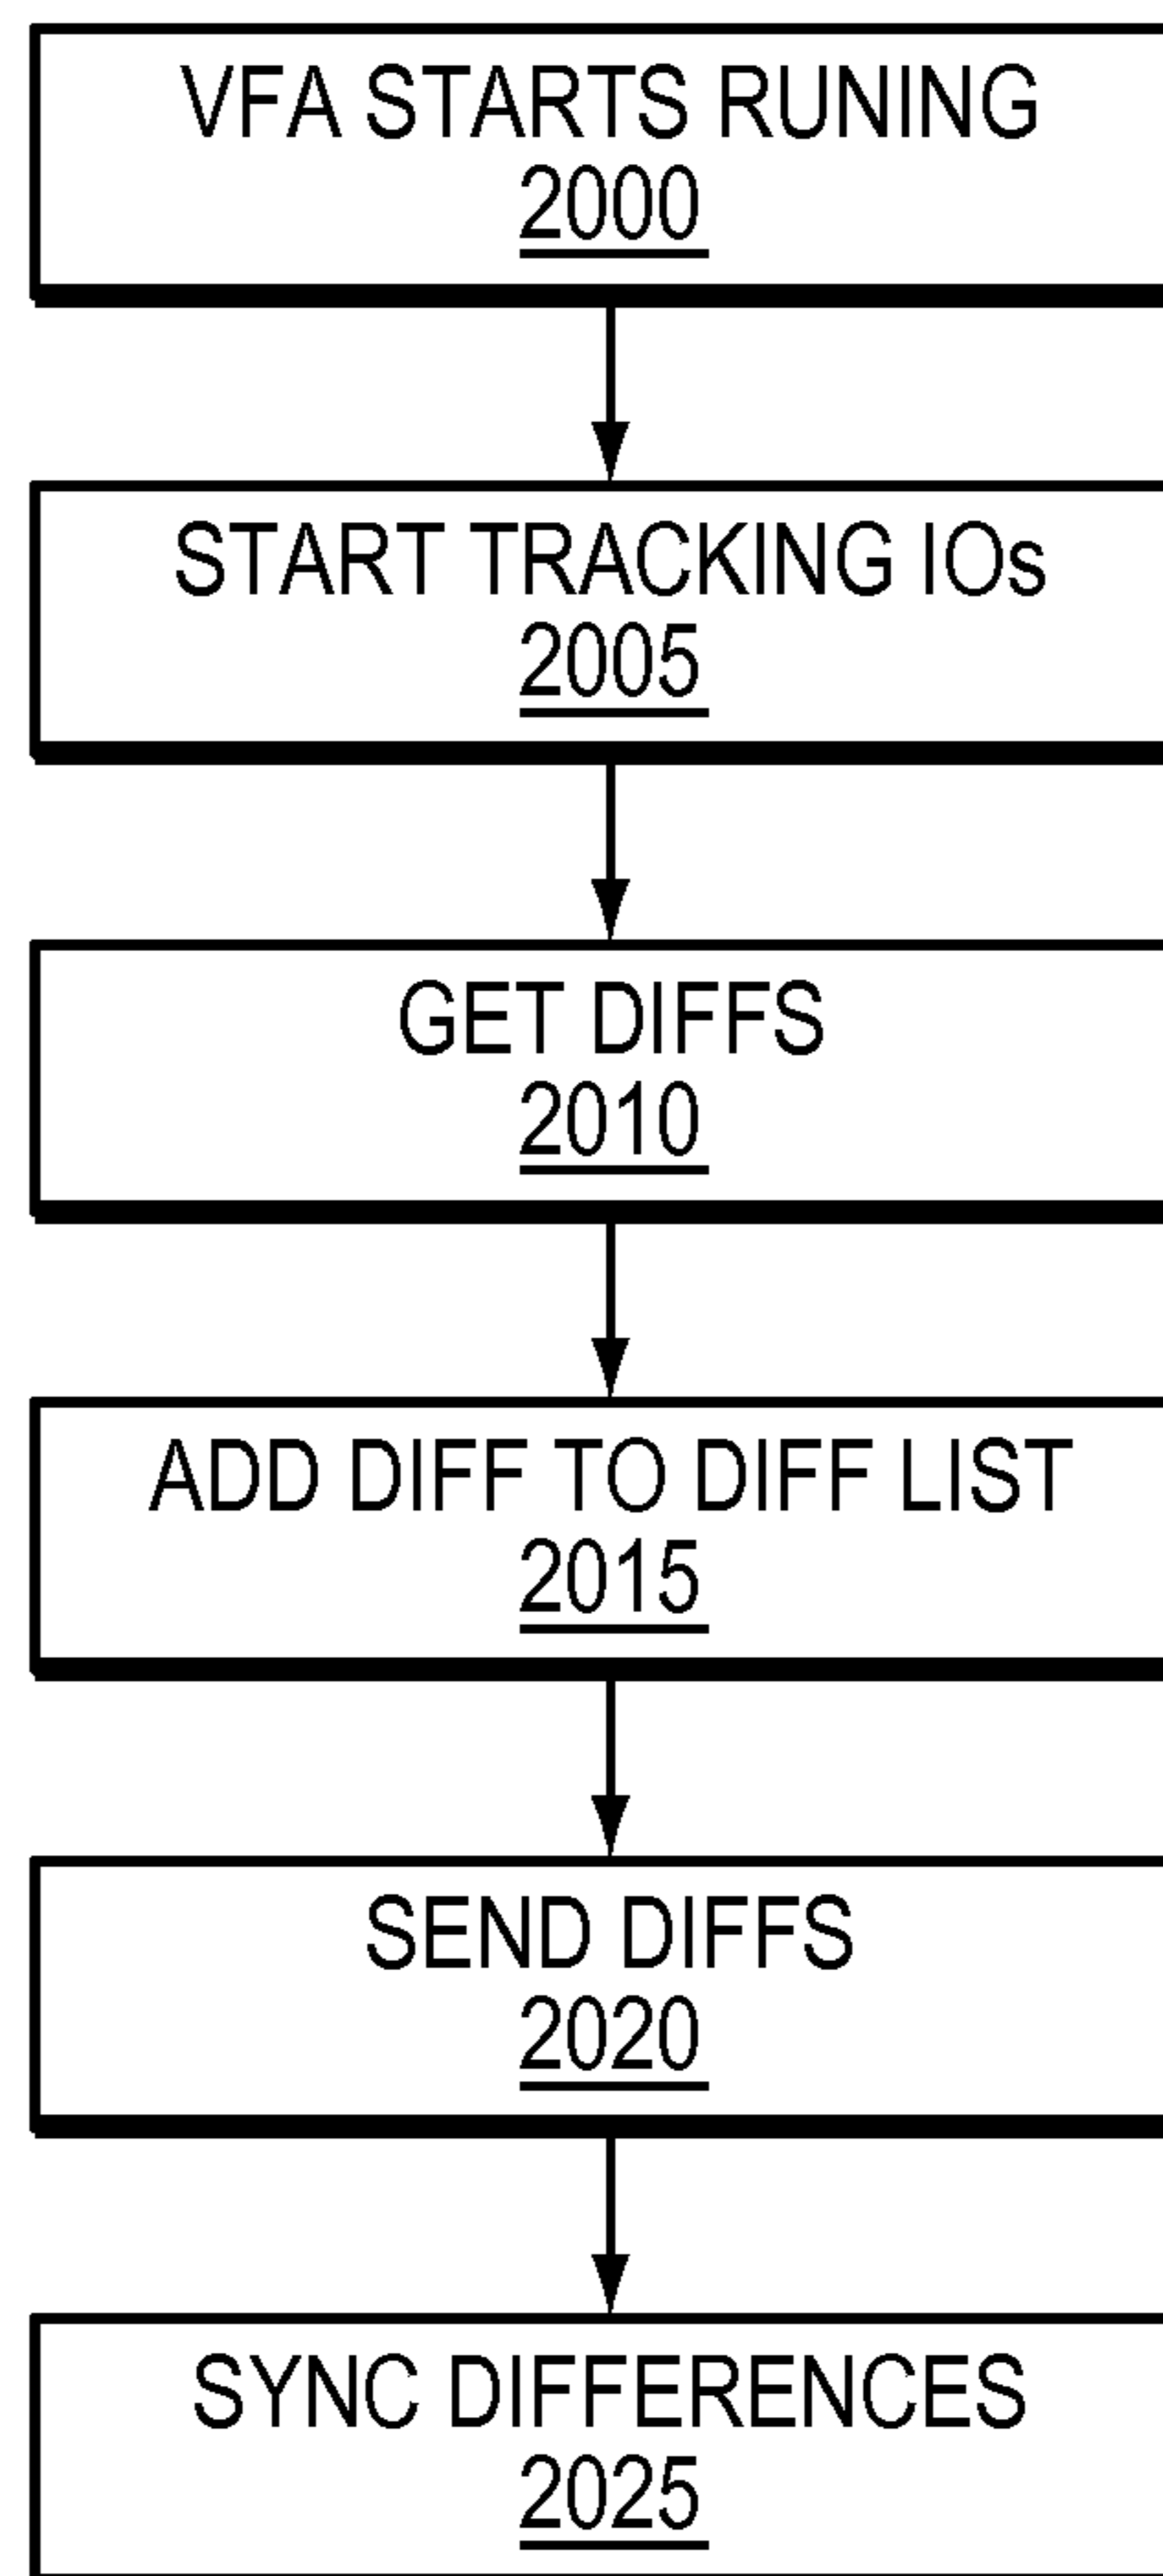 VFA STARTS RUNING
2000
START TRACKING IOs
2005
GET DIFFS
2010
ADD DIFF TO DIFF LIST
2015
SEND DIFFS
2020
SYNC DIFFERENCES
2025